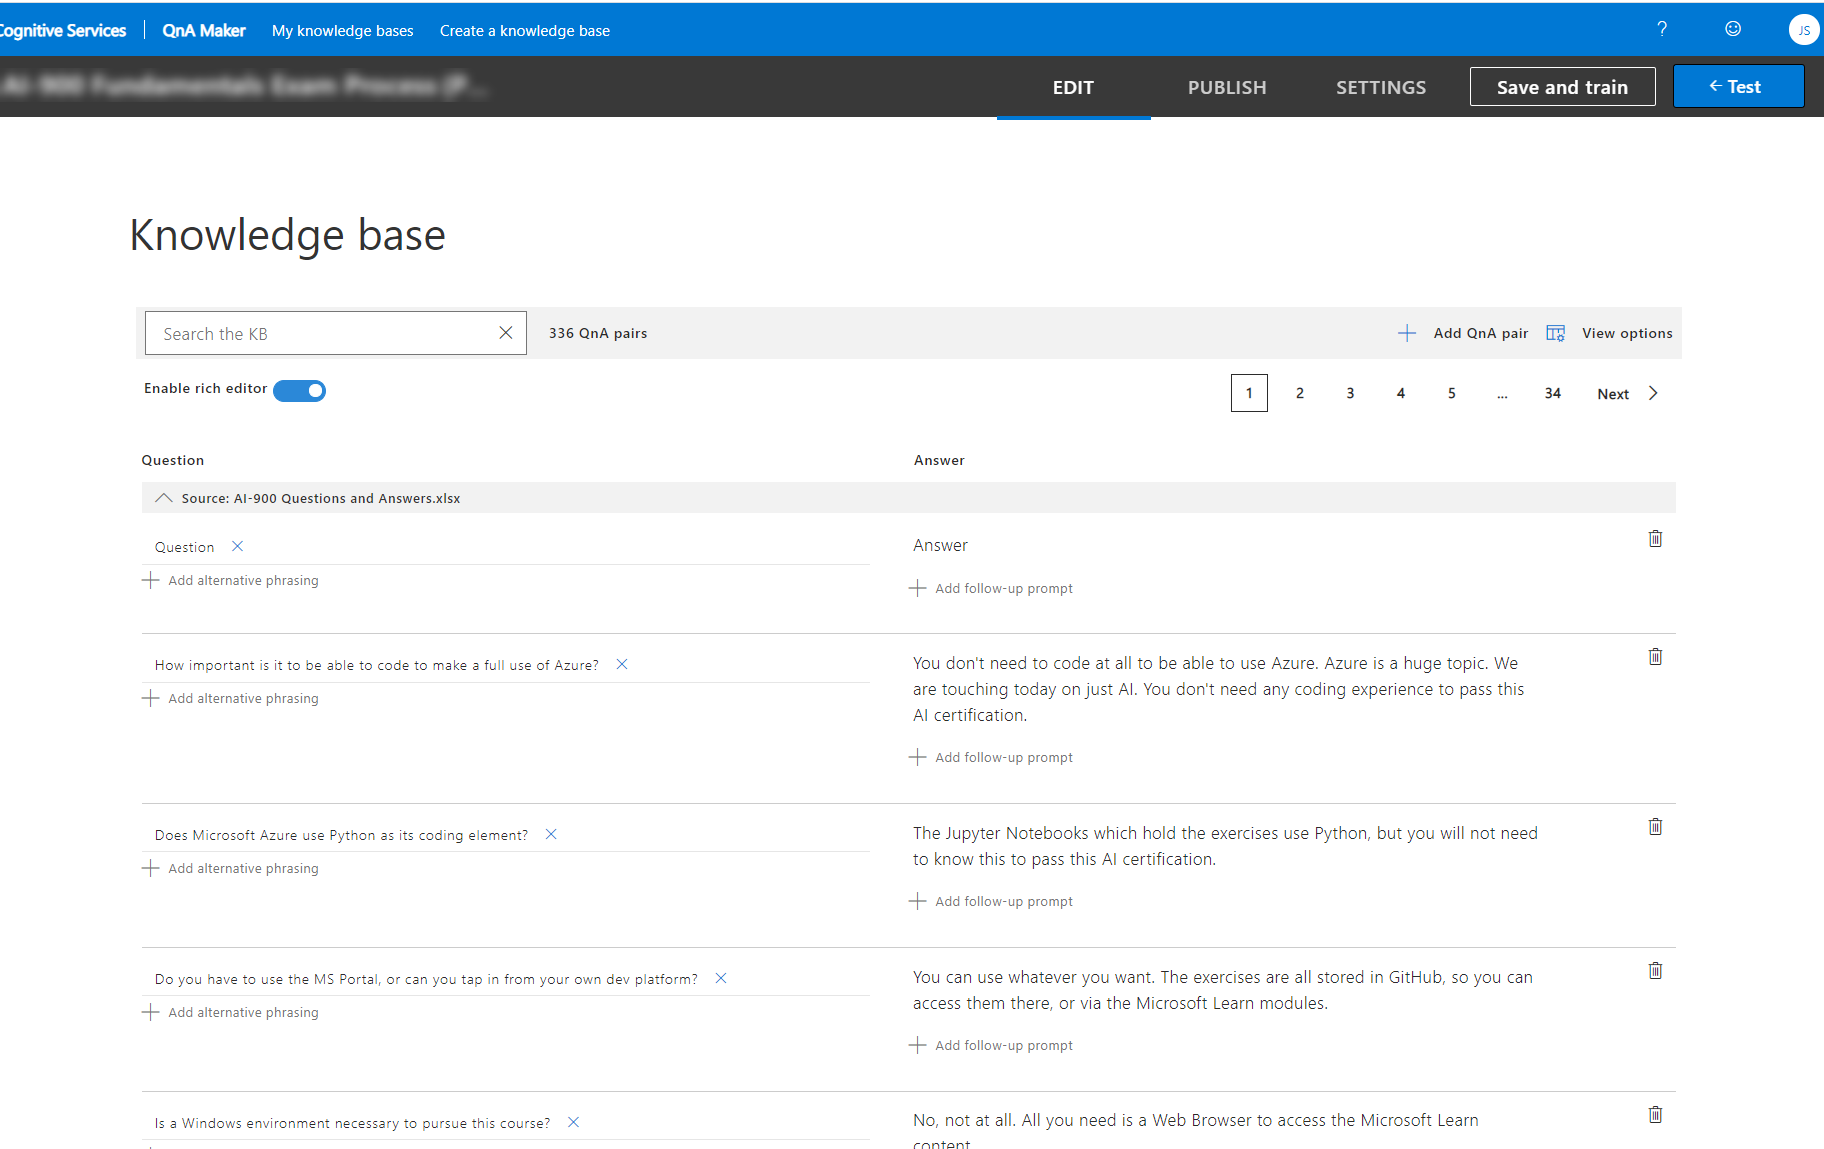 Cognitive Services | QnA Maker My knowledge bases Create a knowledge base ? JS
AI-900 Fundamentals Exam Process (P... EDIT PUBLISH SETTINGS Save and train ← Test
Knowledge base
Search the KB 336 QnA pairs Add QnA pair View options
Enable rich editor 1 2 3 4 5 ... 34 Next
Question Answer
Source: AI-900 Questions and Answers.xlsx
Question Answer
Add alternative phrasing
Add follow-up prompt
How important is it to be able to code to make a full use of Azure?
Add alternative phrasing
You don't need to code at all to be able to use Azure. Azure is a huge topic. We
are touching today on just AI. You don't need any coding experience to pass this
AI certification.
Add follow-up prompt
Does Microsoft Azure use Python as its coding element?
Add alternative phrasing
The Jupyter Notebooks which hold the exercises use Python, but you will not need
to know this to pass this AI certification.
Add follow-up prompt
Do you have to use the MS Portal, or can you tap in from your own dev platform?
Add alternative phrasing
You can use whatever you want. The exercises are all stored in GitHub, so you can
access them there, or via the Microsoft Learn modules.
Add follow-up prompt
Is a Windows environment necessary to pursue this course?
No, not at all. All you need is a Web Browser to access the Microsoft Learn
content